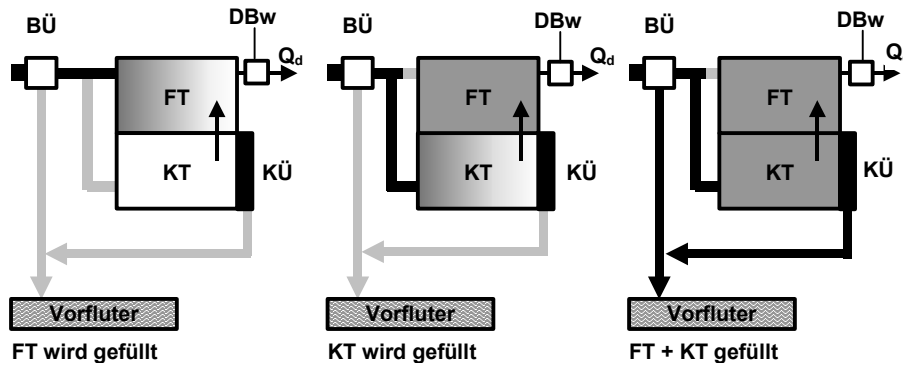 BÜ
DBw
Qd
FT
KT
KÜ
Vorfluter
FT wird gefüllt
BÜ
DBw
Qd
FT
KT
KÜ
Vorfluter
KT wird gefüllt
BÜ
DBw
Q
FT
KT
KÜ
Vorfluter
FT + KT gefüllt